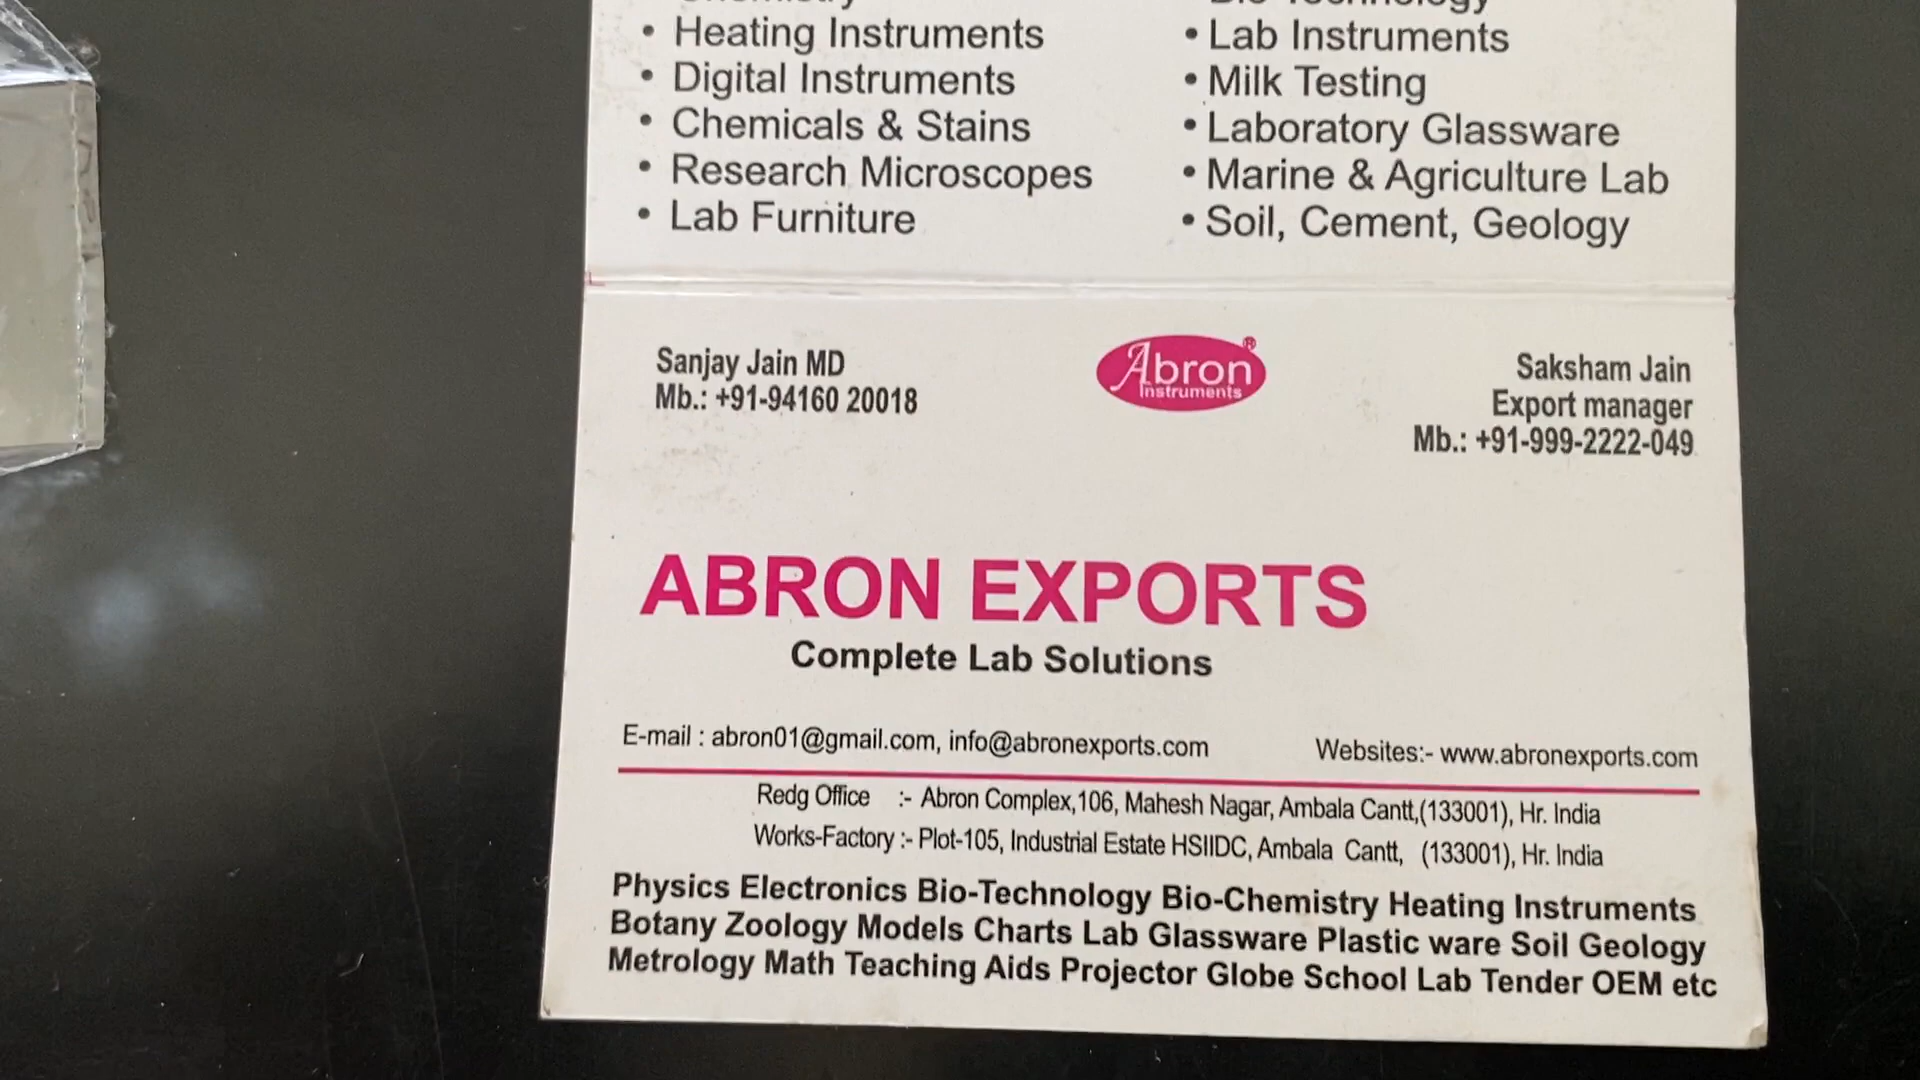 • Heating Instruments
• Digital Instruments
• Chemicals & Stains
• Research Microscopes
• Lab Furniture
• Lab Instruments
• Milk Testing
• Laboratory Glassware
• Marine & Agriculture Lab
• Soil, Cement, Geology
Sanjay Jain MD
Mb.: +91-94160 20018
Abron®
Instruments
Saksham Jain
Export manager
Mb.: +91-999-2222-049
ABRON EXPORTS
Complete Lab Solutions
E-mail : abron01@gmail.com, info@abronexports.com
Websites:- www.abronexports.com
Redg Office :- Abron Complex,106, Mahesh Nagar, Ambala Cantt,(133001), Hr. India
Works-Factory :- Plot-105, Industrial Estate HSIIDC, Ambala Cantt, (133001), Hr. India
Physics Electronics Bio-Technology Bio-Chemistry Heating Instruments
Botany Zoology Models Charts Lab Glassware Plastic ware Soil Geology
Metrology Math Teaching Aids Projector Globe School Lab Tender OEM etc